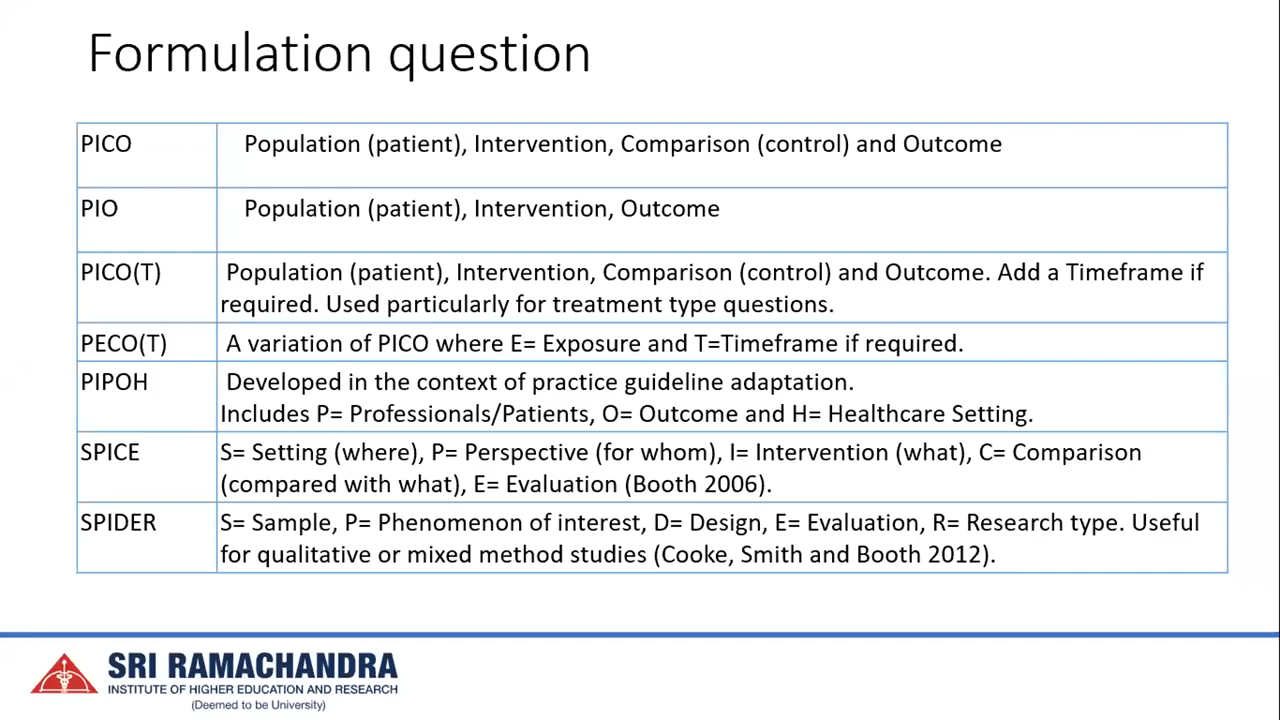 Formulation question
PICO
Population (patient), Intervention, Comparison (control) and Outcome
PIO
Population (patient), Intervention, Outcome
PICO(T)
Population (patient), Intervention, Comparison (control) and Outcome. Add a Timeframe if
required. Used particularly for treatment type questions.
PECO(T)
A variation of PICO where E= Exposure and T=Timeframe if required.
PIPOH
Developed in the context of practice guideline adaptation.
Includes P= Professionals/Patients, O= Outcome and H= Healthcare Setting.
SPICE
S= Setting (where), P= Perspective (for whom), I= Intervention (what), C= Comparison
(compared with what), E= Evaluation (Booth 2006).
SPIDER
S= Sample, P= Phenomenon of interest, D= Design, E= Evaluation, R= Research type. Useful
for qualitative or mixed method studies (Cooke, Smith and Booth 2012).
SRI RAMACHANDRA
INSTITUTE OF HIGHER EDUCATION AND RESEARCH
(Deemed to be University)